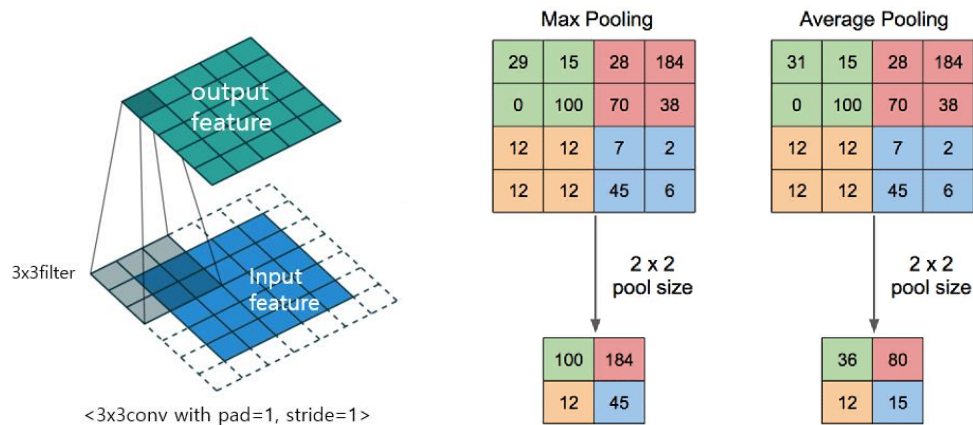 output
feature
Input
feature
3x3filter
<3x3conv with pad=1, stride=1>
Max Pooling
29 15 28 184
0 100 70 38
12 12 7 2
12 12 45 6
2 x 2
pool size
100 184
12 45
Average Pooling
31 15 28 184
0 100 70 38
12 12 7 2
12 12 45 6
2 x 2
pool size
36 80
12 15